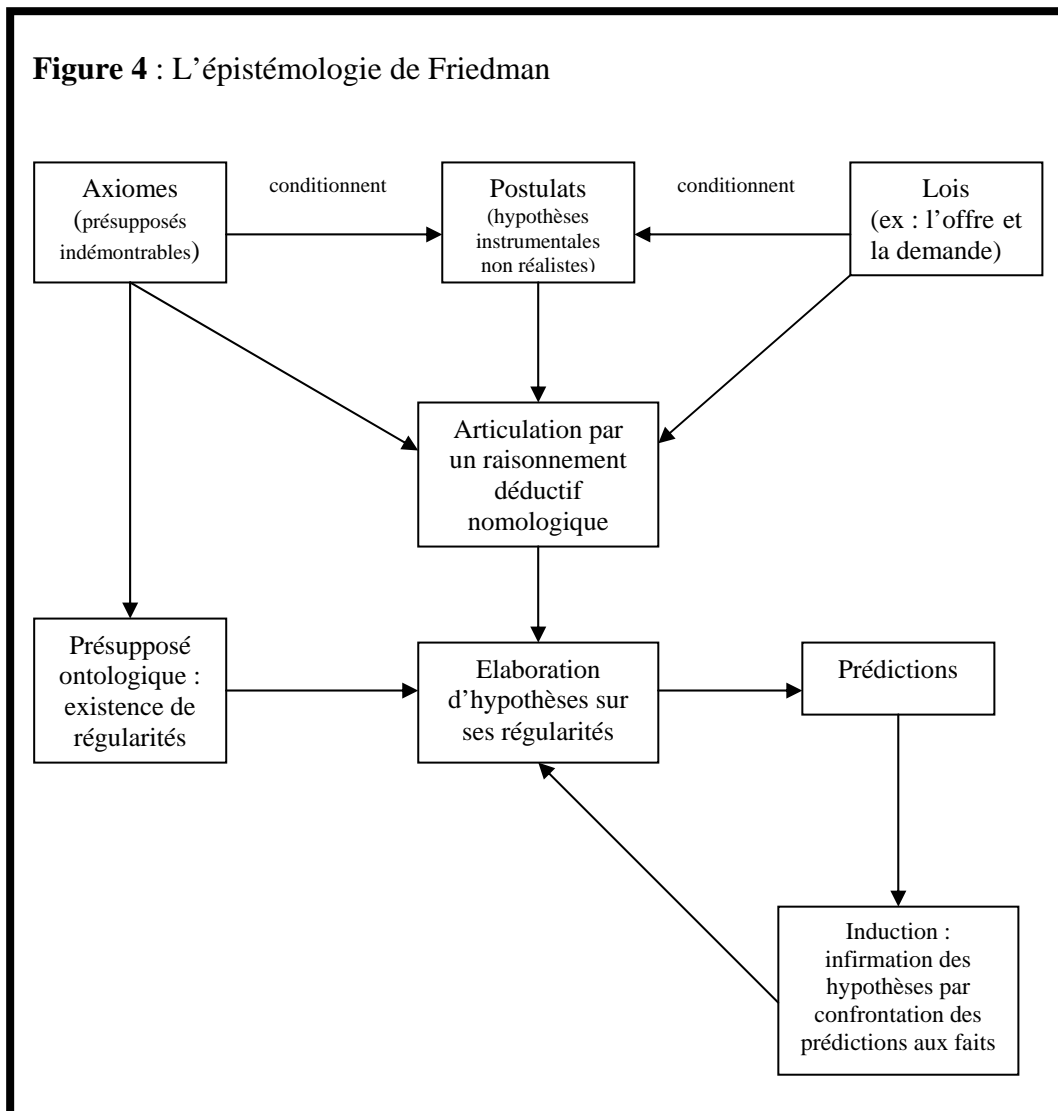 Figure 4 : L’épistémologie de Friedman
Axiomes
(présupposés
indémontrables)
conditionnent
Postulats
(hypothèses
instrumentales
non réalistes)
conditionnent
Lois
(ex : l’offre et
la demande)
Articulation par
un raisonnement
déductif
nomologique
Présupposé
ontologique :
existence de
régularités
Elaboration
d’hypothèses sur
ses régularités
Prédictions
Induction :
infirmation des
hypothèses par
confrontation des
prédictions aux faits